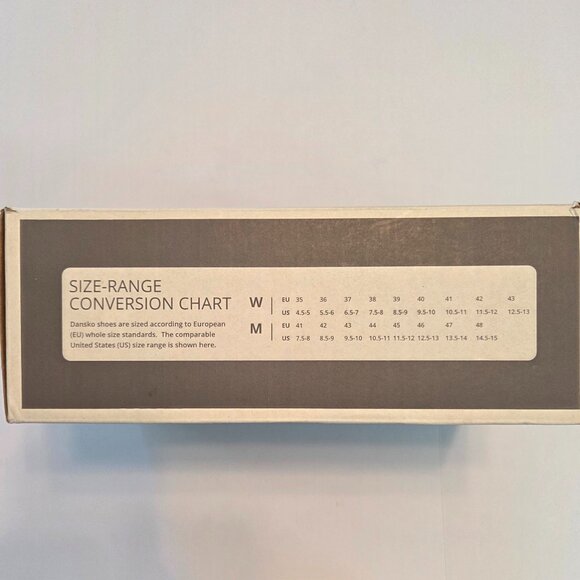 SIZE-RANGE
CONVERSION CHART
Dansko shoes are sized according to European
(EU) whole-size standards. The comparable
United States (US) size range is shown here.
W EU 35 36 37 38 39 40 41 42 43
US 4.5-5 5.5-6 6.5-7 7.5-8 8.5-9 9.5-10 10.5-11 11.5-12 12.5-13
M EU 41 42 43 44 45 46 47 48
US 7.5-8 8.5-9 9.5-10 10.5-11 11.5-12 12.5-13 13.5-14 14.5-15